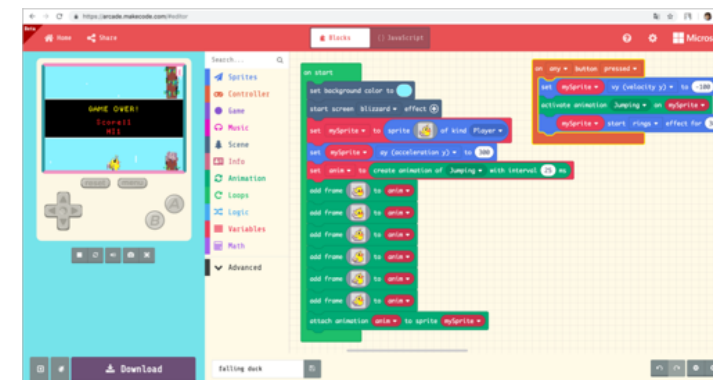 https://arcade.makecode.com/#editor
Beta
Home
Share
Blocks
{} JavaScript
Micros
GAME OVER!
Score:1
HI1
reset
menu
A
B
Download
Search...
Sprites
Controller
Game
Music
Scene
Info
Animation
Loops
Logic
Variables
Math
Advanced
on start
set background color to
start screen blizzard effect
set mySprite to sprite of kind Player
set mySprite ay (acceleration y) to 300
set anim to create animation of Jumping with interval 25 ms
add frame to anim
add frame to anim
add frame to anim
add frame to anim
add frame to anim
add frame to anim
attach animation anim to sprite mySprite
on any button pressed
set mySprite vy (velocity y) to -100
activate animation Jumping on mySprite
mySprite start rings effect for
falling duck